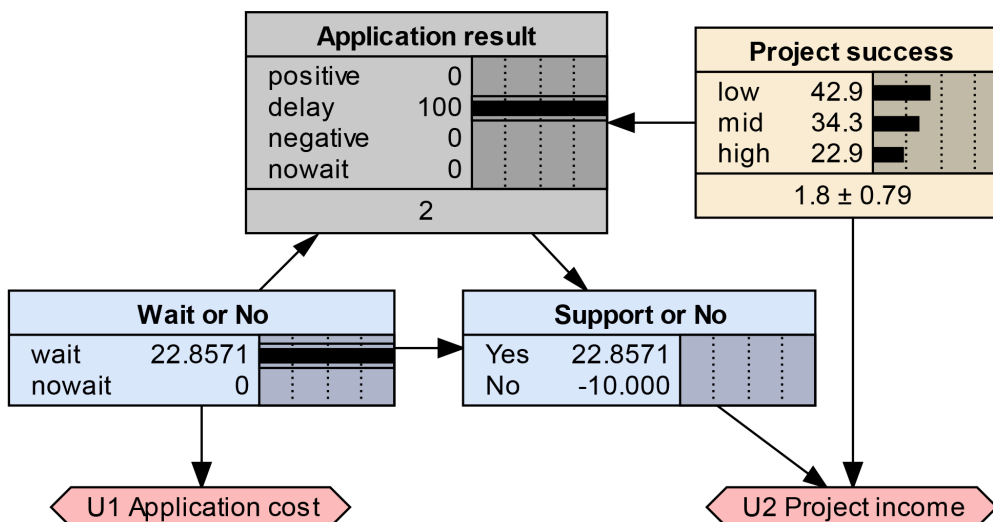 Application result
positive 0
delay 100
negative 0
nowait 0
2
Project success
low 42.9
mid 34.3
high 22.9
1.8 ± 0.79
Wait or No
wait 22.8571
nowait 0
Support or No
Yes 22.8571
No -10.000
U1 Application cost
U2 Project income